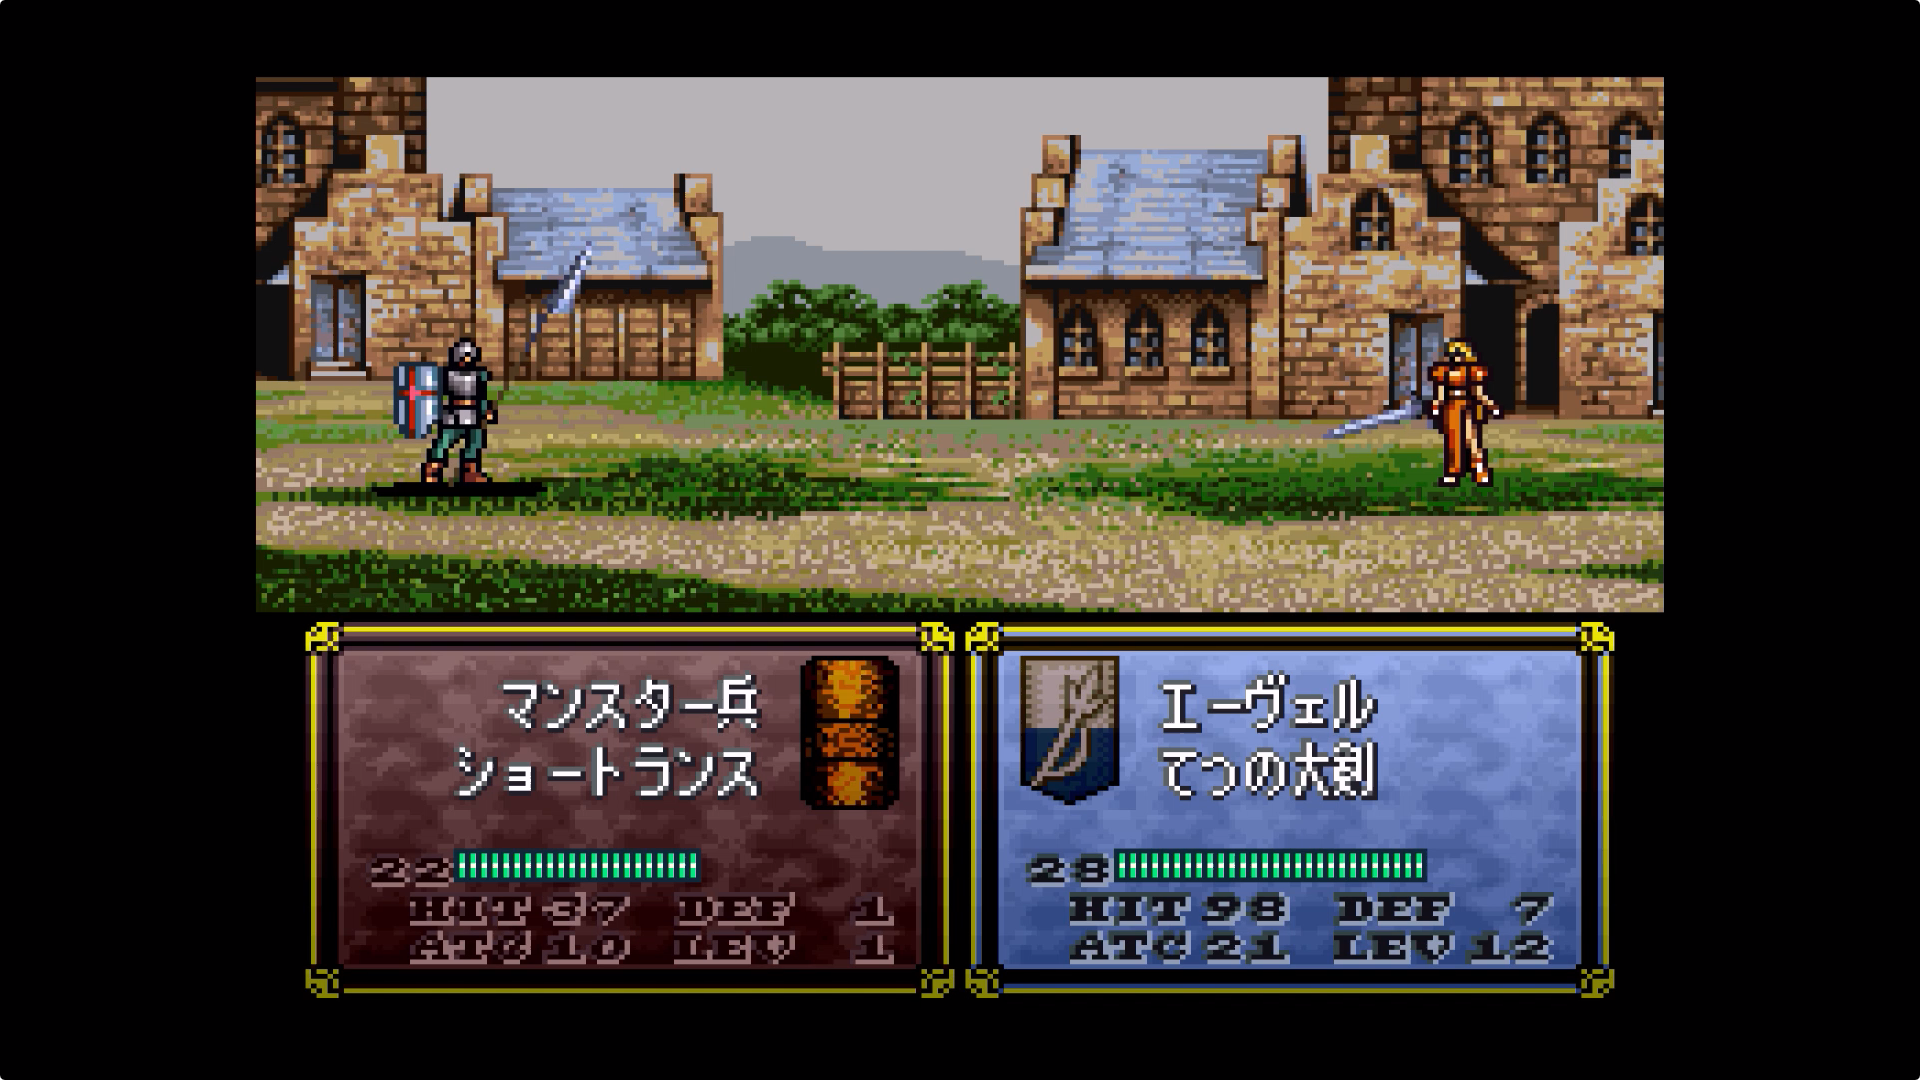 マンスター兵
ショートランス
22
HIT 37 DEF 1
ATC 10 LEV 1
エーヴェル
てつの大剣
28
HIT 98 DEF 7
ATC 21 LEV 12